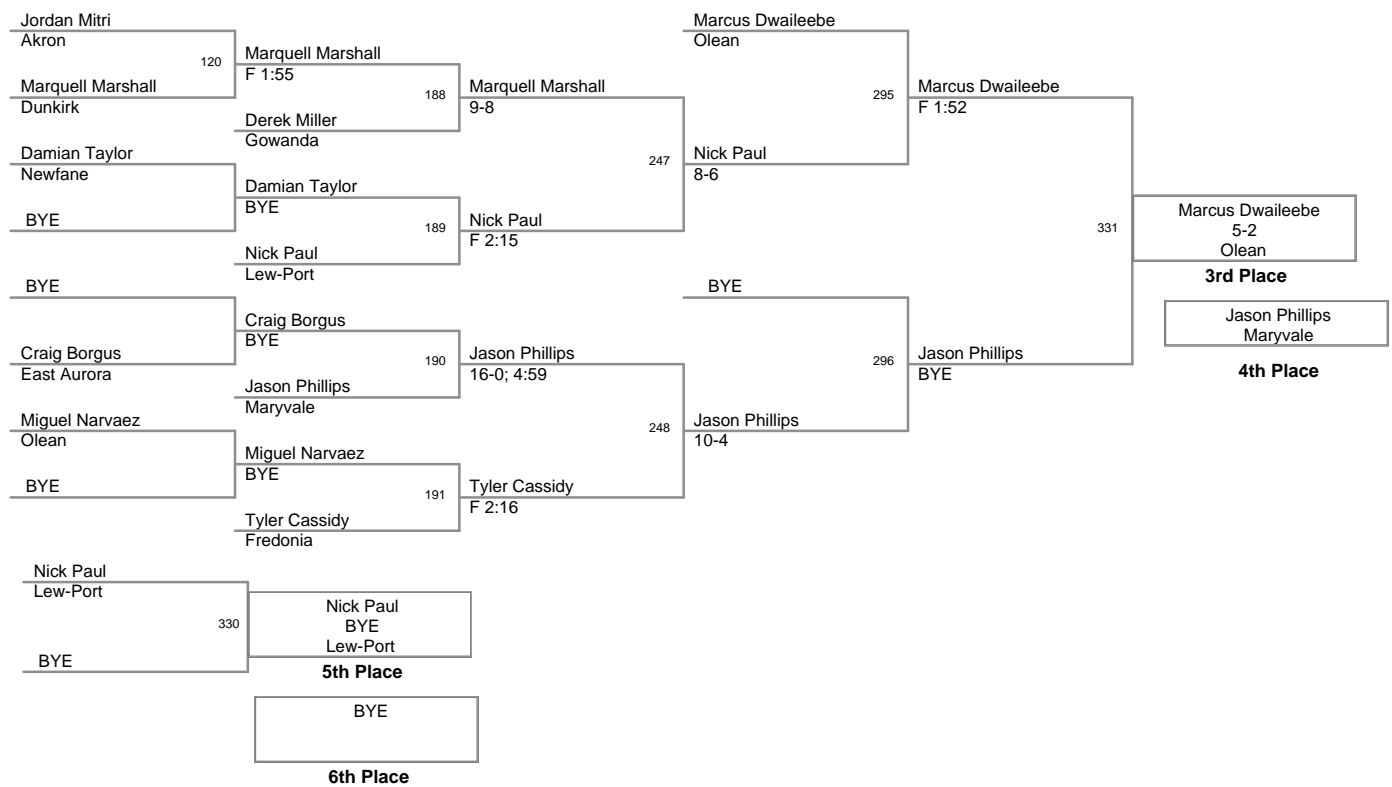 Jordan Mitri
Akron
120
Marquell Marshall
Dunkirk
Damian Taylor
Newfane
BYE
BYE
Craig Borgus
East Aurora
Miguel Narvaez
Olean
BYE
Marquell Marshall
F 1:55
188
Derek Miller
Gowanda
Damian Taylor
BYE
189
Nick Paul
Lew-Port
Craig Borgus
BYE
190
Jason Phillips
Maryvale
Miguel Narvaez
BYE
191
Tyler Cassidy
Fredonia
Marquell Marshall
9-8
247
Nick Paul
F 2:15
Jason Phillips
16-0; 4:59
248
Tyler Cassidy
F 2:16
Marcus Dwaileebe
Olean
295
Nick Paul
8-6
BYE
296
Jason Phillips
10-4
Marcus Dwaileebe
F 1:52
331
Jason Phillips
BYE
Marcus Dwaileebe
5-2
Olean
3rd Place
Jason Phillips
Maryvale
4th Place
Nick Paul
Lew-Port
330
BYE
Nick Paul
BYE
Lew-Port
5th Place
BYE
6th Place